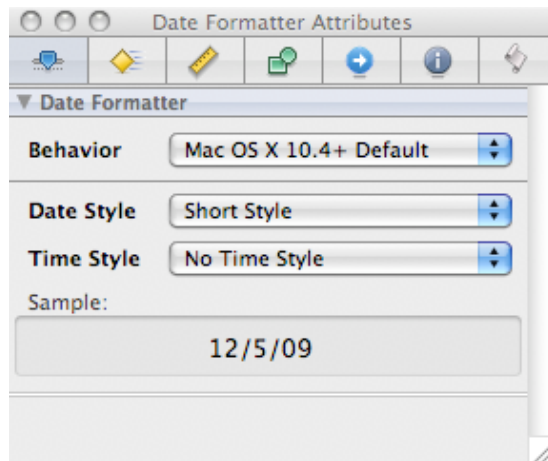 Date Formatter Attributes
Date Formatter
Behavior Mac OS X 10.4+ Default
Date Style Short Style
Time Style No Time Style
Sample:
12/5/09